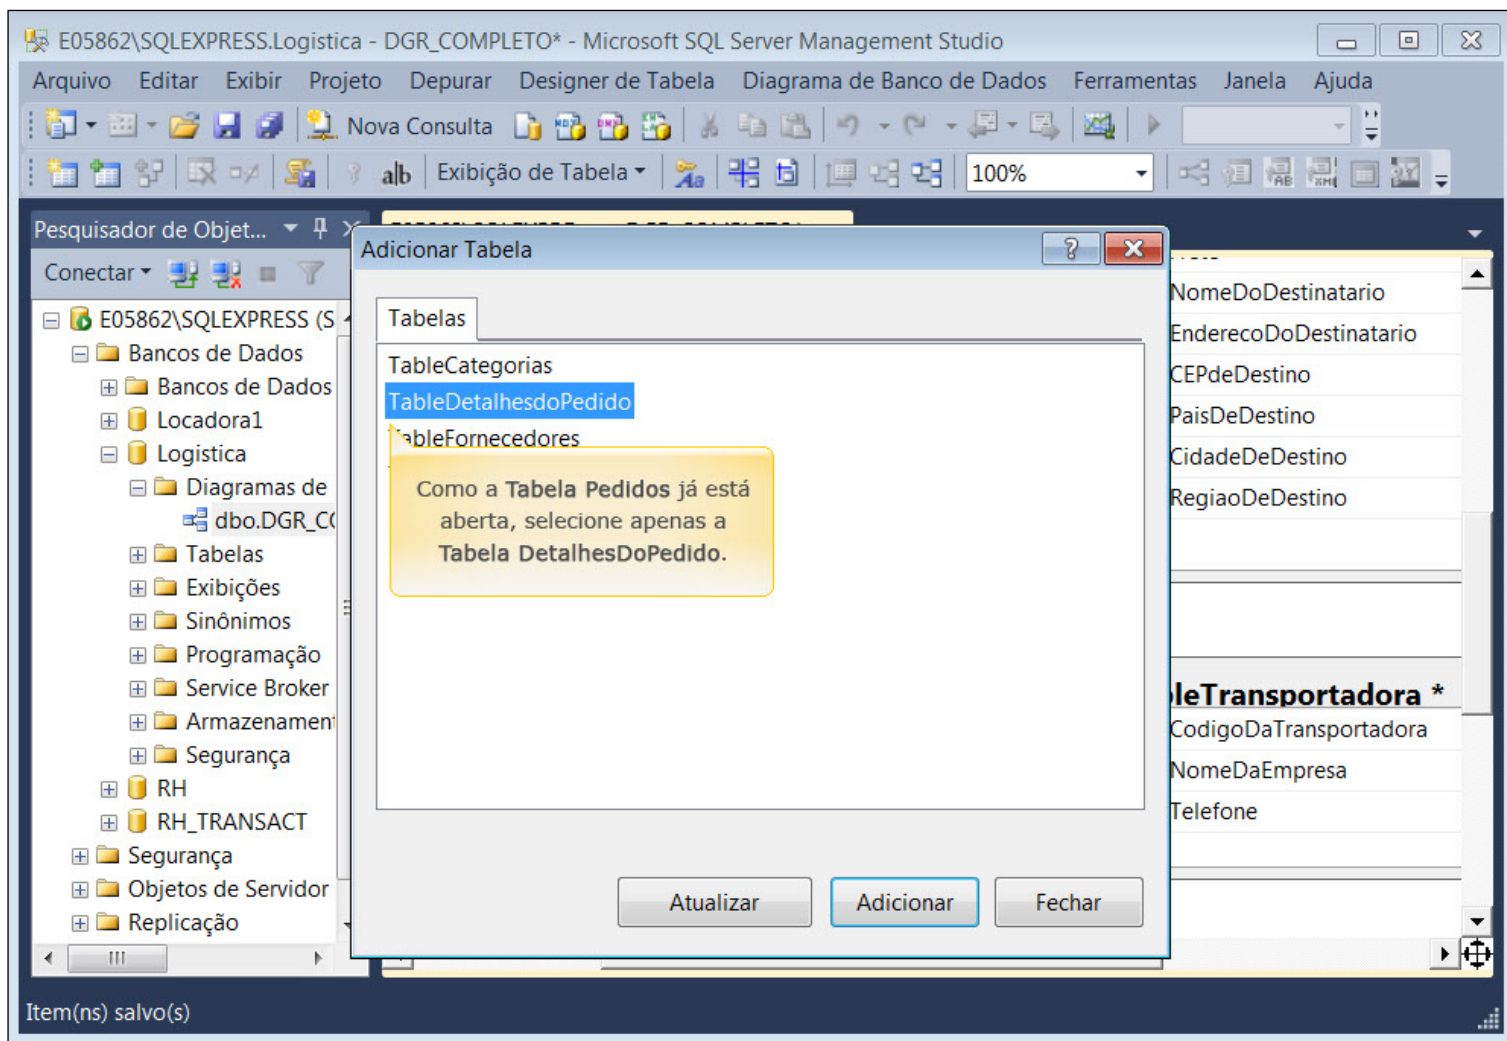 E05862\SQLEXPRESS.Logistica - DGR_COMPLETO* - Microsoft SQL Server Management Studio
Arquivo Editar Exibir Projeto Depurar Designer de Tabela Diagrama de Banco de Dados Ferramentas Janela Ajuda
Nova Consulta
Exibição de Tabela 100%
Pesquisador de Objet...
Conectar
E05862\SQLEXPRESS (S
Bancos de Dados
Bancos de Dados
Locadora1
Logistica
Diagramas de
dbo.DGR_C
Tabelas
Exibições
Sinônimos
Programação
Service Broker
Armazenament
Segurança
RH
RH_TRANSACT
Segurança
Objetos de Servidor
Replicação
Adicionar Tabela
Tabelas
TableCategorias
TableDetalhesdoPedido
TableFornecedores
Como a Tabela Pedidos já está
aberta, selecione apenas a
Tabela DetalhesDoPedido.
Atualizar Adicionar Fechar
NomeDoDestinatario
EnderecoDoDestinatario
CEPdeDestino
PaisDeDestino
CidadeDeDestino
RegiaoDeDestino
leTransportadora *
CodigoDaTransportadora
NomeDaEmpresa
Telefone
Item(ns) salvo(s)